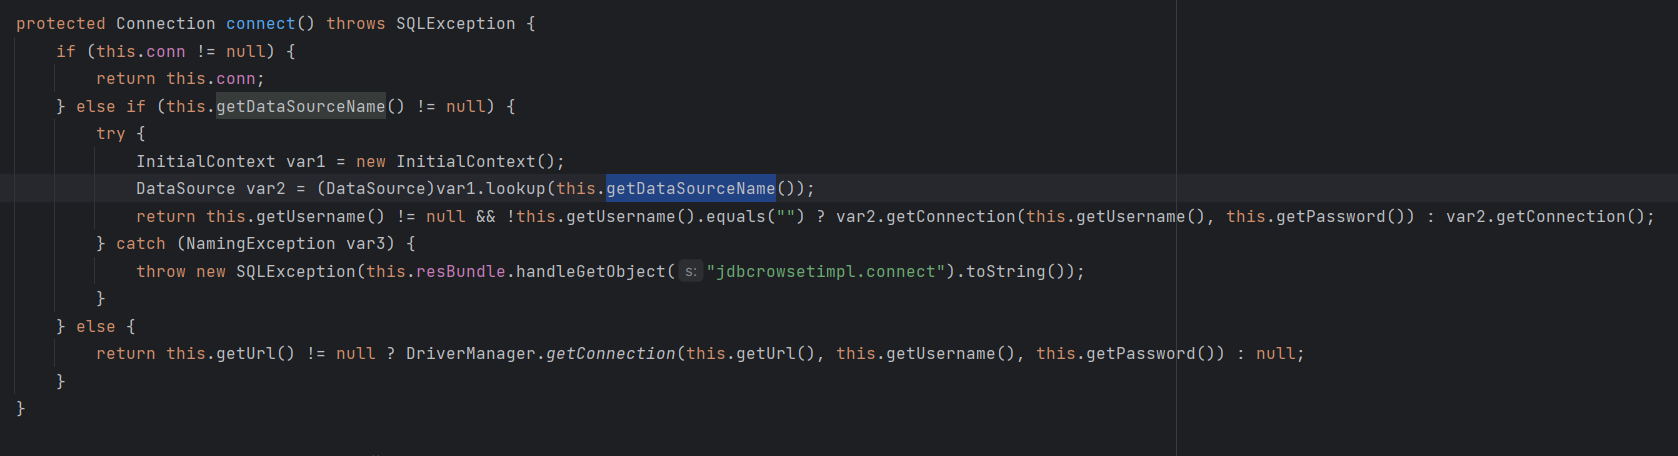 protected Connection connect() throws SQLException {
    if (this.conn != null) {
        return this.conn;
    } else if (this.getDataSourceName() != null) {
        try {
            InitialContext var1 = new InitialContext();
            DataSource var2 = (DataSource)var1.lookup(this.getDataSourceName());
            return this.getUsername() != null && !this.getUsername().equals("") ? var2.getConnection(this.getUsername(), this.getPassword()) : var2.getConnection();
        } catch (NamingException var3) {
            throw new SQLException(this.resBundle.handleGetObject( s: "jdbcrowsetimpl.connect").toString());
        }
    } else {
        return this.getUrl() != null ? DriverManager.getConnection(this.getUrl(), this.getUsername(), this.getPassword()) : null;
    }
}